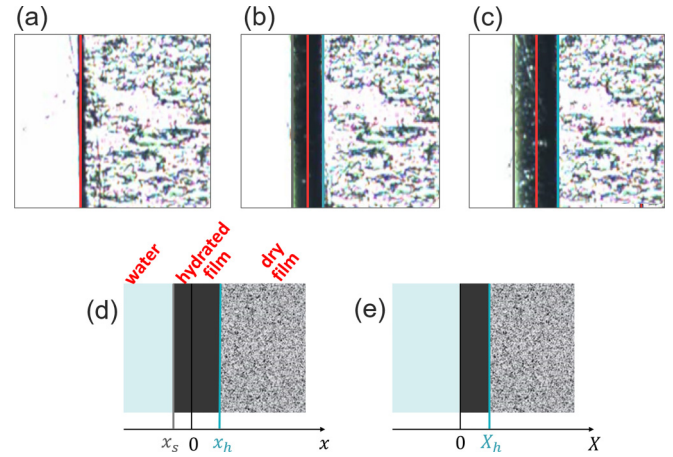 (a)
(b)
(c)
water
hydrated film
dry film
(d)
(e)
x_s 0 x_h x
0 X_h X